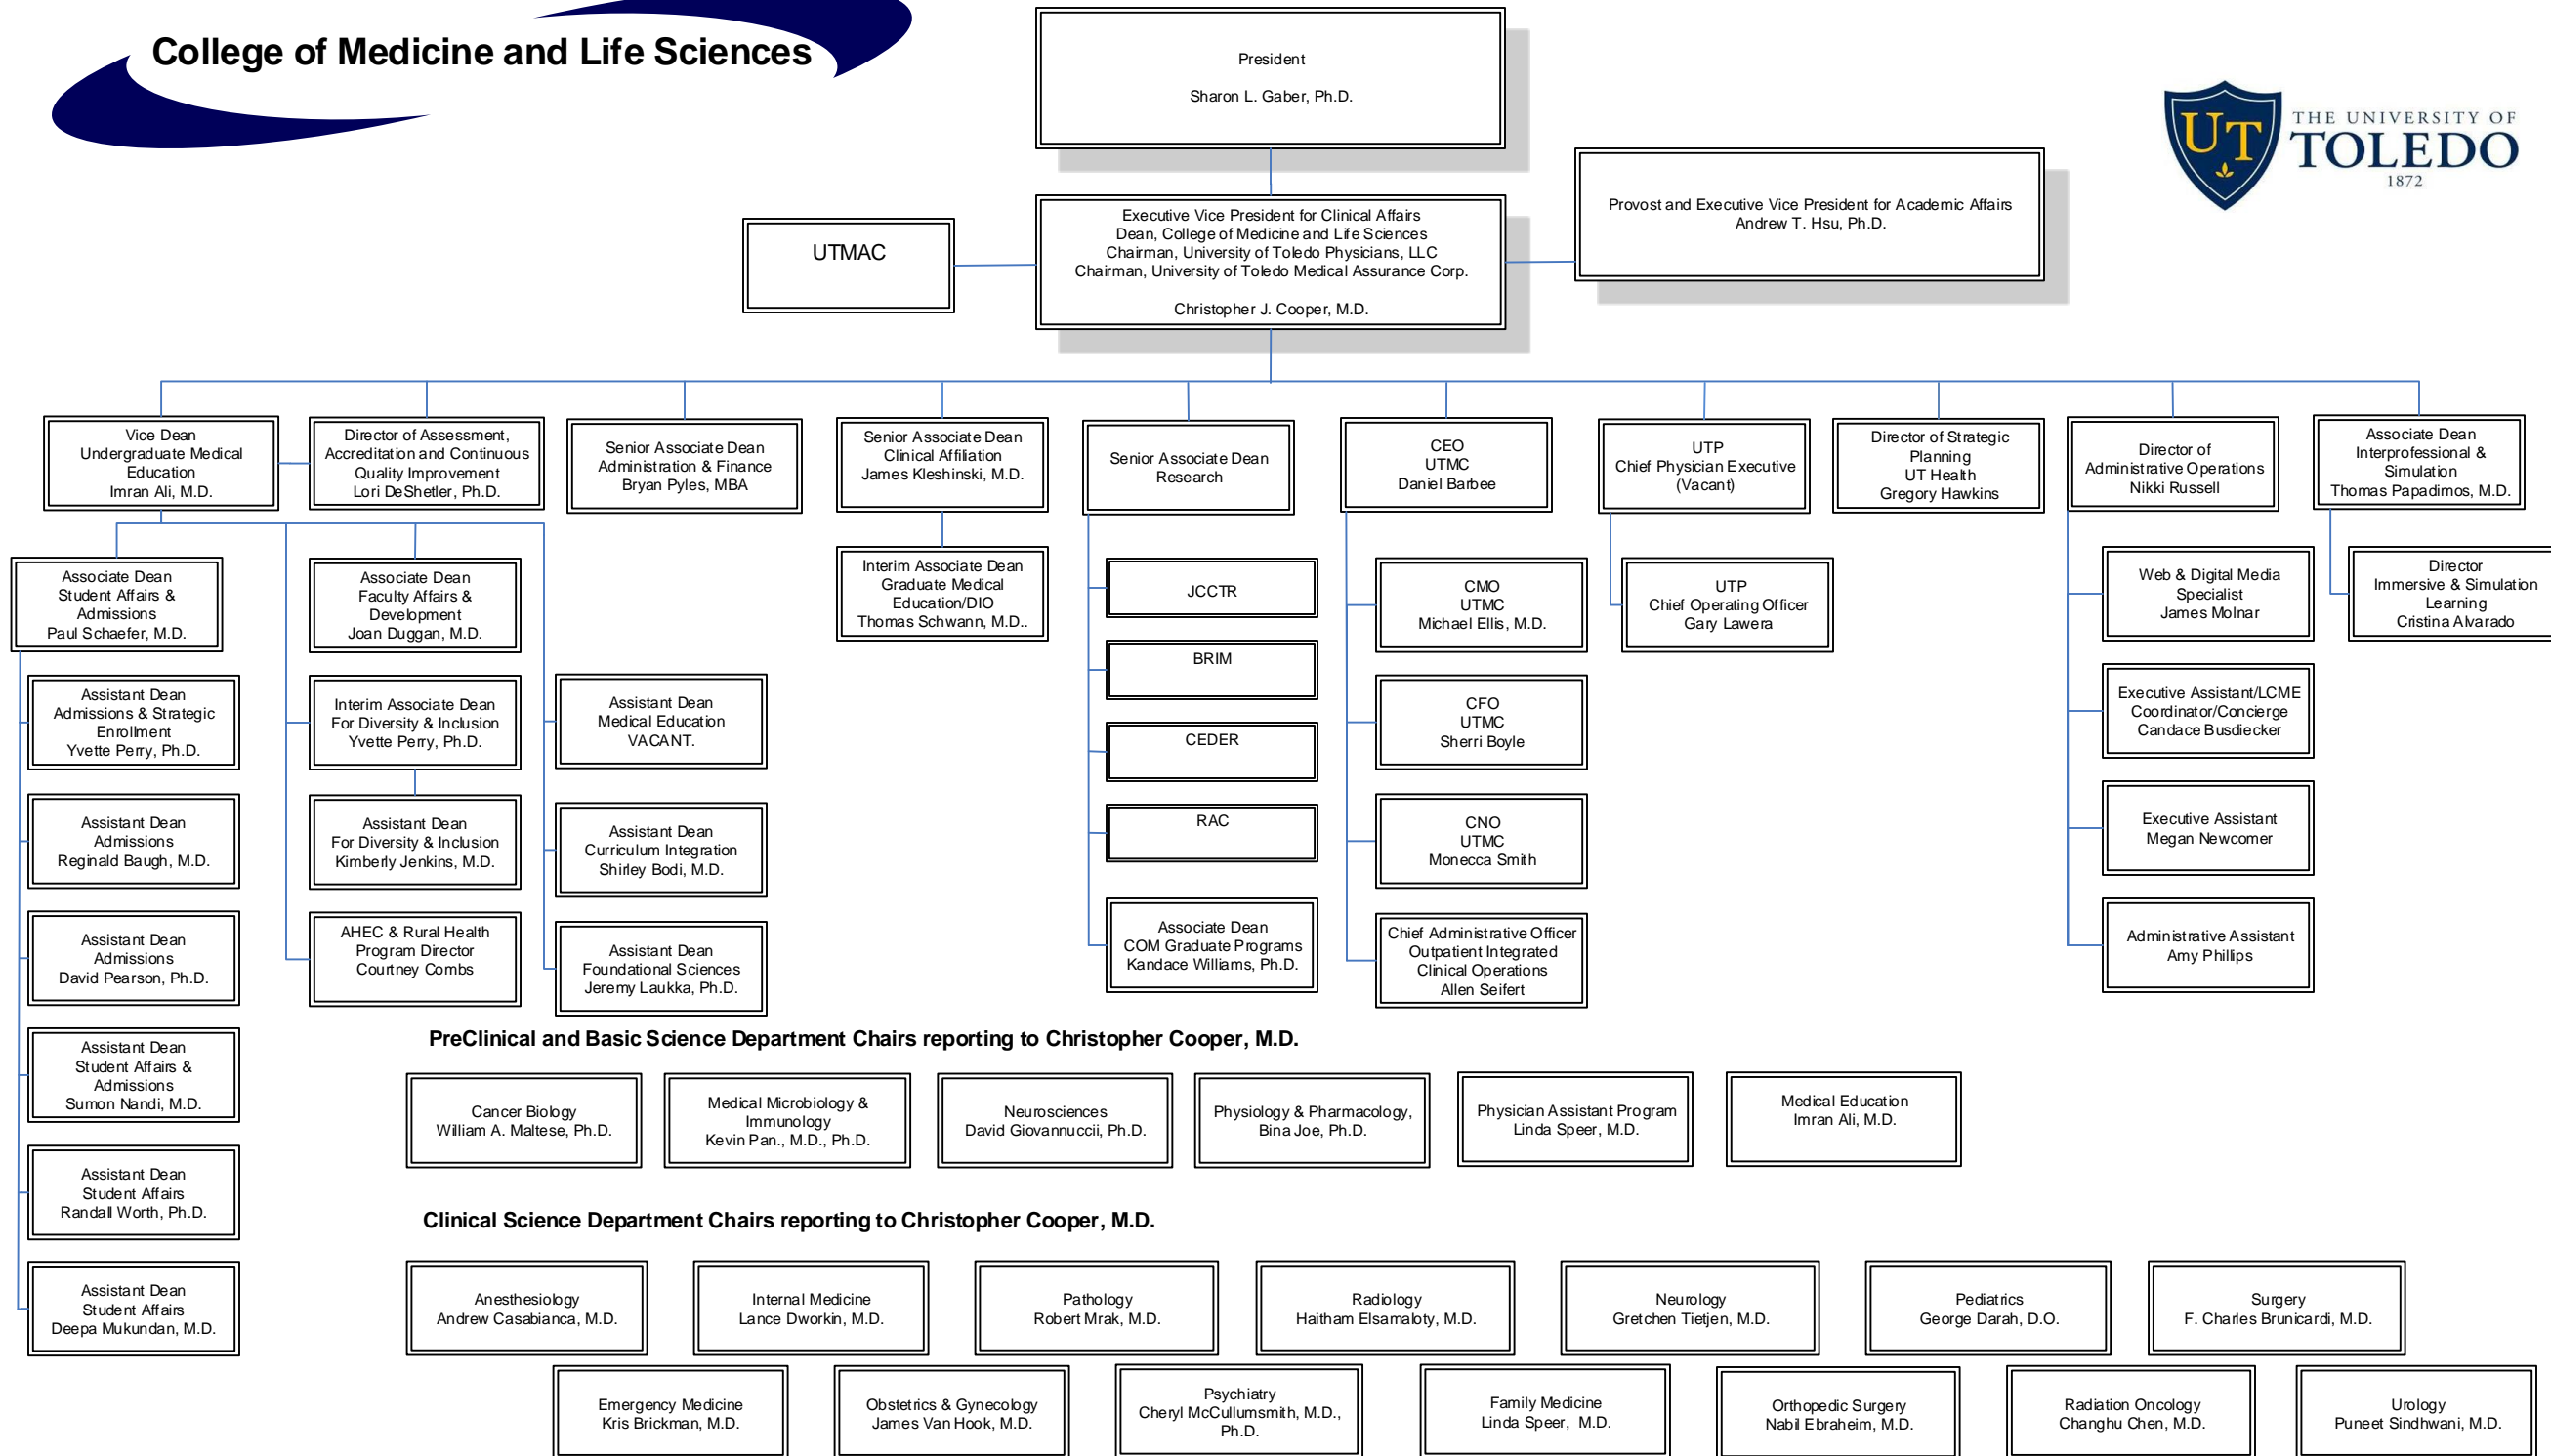 College of Medicine and Life Sciences
President
Sharon L. Gaber, Ph.D.
UT
THE UNIVERSITY OF
TOLEDO
1872
UTMAC
Executive Vice President for Clinical Affairs
Dean, College of Medicine and Life Sciences
Chairman, University of Toledo Physicians, LLC
Chairman, University of Toledo Medical Assurance Corp.
Christopher J. Cooper, M.D.
Provost and Executive Vice President for Academic Affairs
Andrew T. Hsu, Ph.D.
Vice Dean
Undergraduate Medical
Education
Imran Ali, M.D.
Director of Assessment,
Accreditation and Continuous
Quality Improvement
Lori DeShetler, Ph.D.
Senior Associate Dean
Administration & Finance
Bryan Pyles, MBA
Senior Associate Dean
Clinical Affiliation
James Kleshinski, M.D.
Senior Associate Dean
Research
CEO
UTMC
Daniel Barbee
UTP
Chief Physician Executive
(Vacant)
Director of Strategic
Planning
UT Health
Gregory Hawkins
Director of
Administrative Operations
Nikki Russell
Associate Dean
Interprofessional &
Simulation
Thomas Papadimos, M.D.
Associate Dean
Student Affairs &
Admissions
Paul Schaefer, M.D.
Associate Dean
Faculty Affairs &
Development
Joan Duggan, M.D.
Interim Associate Dean
Graduate Medical
Education/DIO
Thomas Schwann, M.D..
JCCTR
CMO
UTMC
Michael Ellis, M.D.
UTP
Chief Operating Officer
Gary Lawera
Web & Digital Media
Specialist
James Molnar
Director
Immersive & Simulation
Learning
Cristina Alvarado
Assistant Dean
Admissions & Strategic
Enrollment
Yvette Perry, Ph.D.
Interim Associate Dean
For Diversity & Inclusion
Yvette Perry, Ph.D.
Assistant Dean
Medical Education
VACANT.
BRIM
CFO
UTMC
Sherri Boyle
Executive Assistant/LCME
Coordinator/Concierge
Candace Busdiecker
CEDER
Assistant Dean
Admissions
Reginald Baugh, M.D.
Assistant Dean
For Diversity & Inclusion
Kimberly Jenkins, M.D.
Assistant Dean
Curriculum Integration
Shirley Bodi, M.D.
RAC
CNO
UTMC
Monecca Smith
Executive Assistant
Megan Newcomer
Assistant Dean
Admissions
David Pearson, Ph.D.
AHEC & Rural Health
Program Director
Courtney Combs
Assistant Dean
Foundational Sciences
Jeremy Laukka, Ph.D.
Associate Dean
COM Graduate Programs
Kandace Williams, Ph.D.
Chief Administrative Officer
Outpatient Integrated
Clinical Operations
Allen Seifert
Administrative Assistant
Amy Phillips
Assistant Dean
Student Affairs &
Admissions
Sumon Nandi, M.D.
Assistant Dean
Student Affairs
Randall Worth, Ph.D.
Assistant Dean
Student Affairs
Deepa Mukundan, M.D.
PreClinical and Basic Science Department Chairs reporting to Christopher Cooper, M.D.
Cancer Biology
William A. Maltese, Ph.D.
Medical Microbiology &
Immunology
Kevin Pan., M.D., Ph.D.
Neurosciences
David Giovannuccii, Ph.D.
Physiology & Pharmacology,
Bina Joe, Ph.D.
Physician Assistant Program
Linda Speer, M.D.
Medical Education
Imran Ali, M.D.
Clinical Science Department Chairs reporting to Christopher Cooper, M.D.
Anesthesiology
Andrew Casabianca, M.D.
Internal Medicine
Lance Dworkin, M.D.
Pathology
Robert Mrak, M.D.
Radiology
Haitham Elsamaloty, M.D.
Neurology
Gretchen Tietjen, M.D.
Pediatrics
George Darah, D.O.
Surgery
F. Charles Brunicardi, M.D.
Emergency Medicine
Kris Brickman, M.D.
Obstetrics & Gynecology
James Van Hook, M.D.
Psychiatry
Cheryl McCullumsmith, M.D.,
Ph.D.
Family Medicine
Linda Speer, M.D.
Orthopedic Surgery
Nabil Ebraheim, M.D.
Radiation Oncology
Changhu Chen, M.D.
Urology
Puneet Sindhwani, M.D.